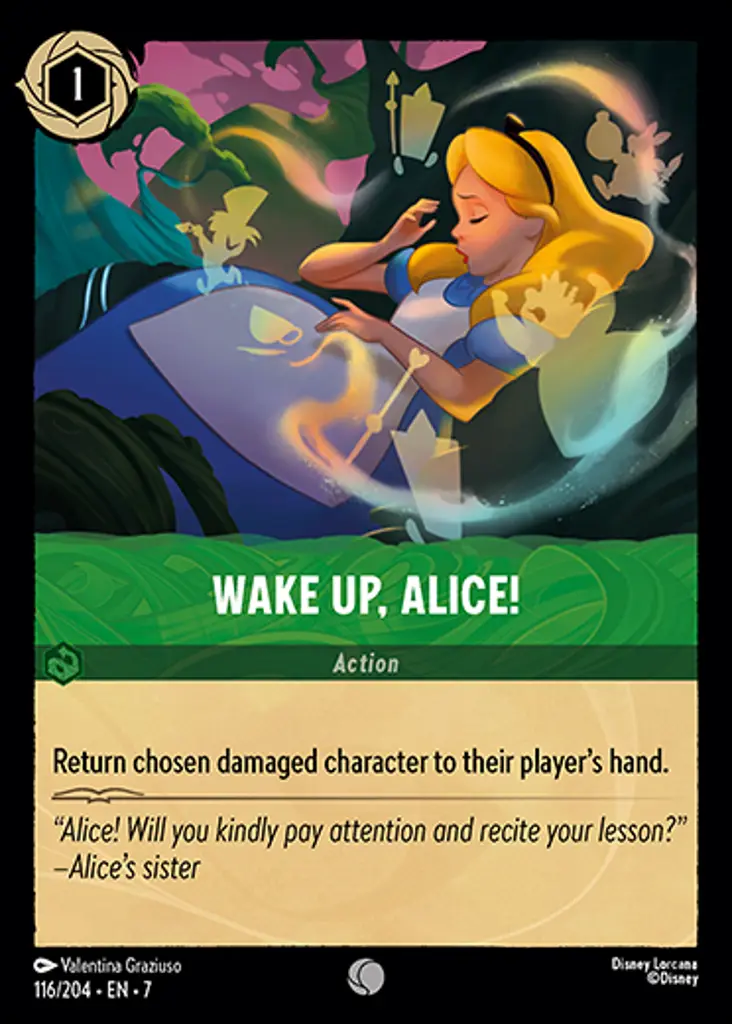 1
WAKE UP, ALICE!
Action
Return chosen damaged character to their player's hand.
“Alice! Will you kindly pay attention and recite your lesson?”
–Alice's sister
Valentina Graziuso
Disney Lorcana
116/204 • EN • 7
©Disney